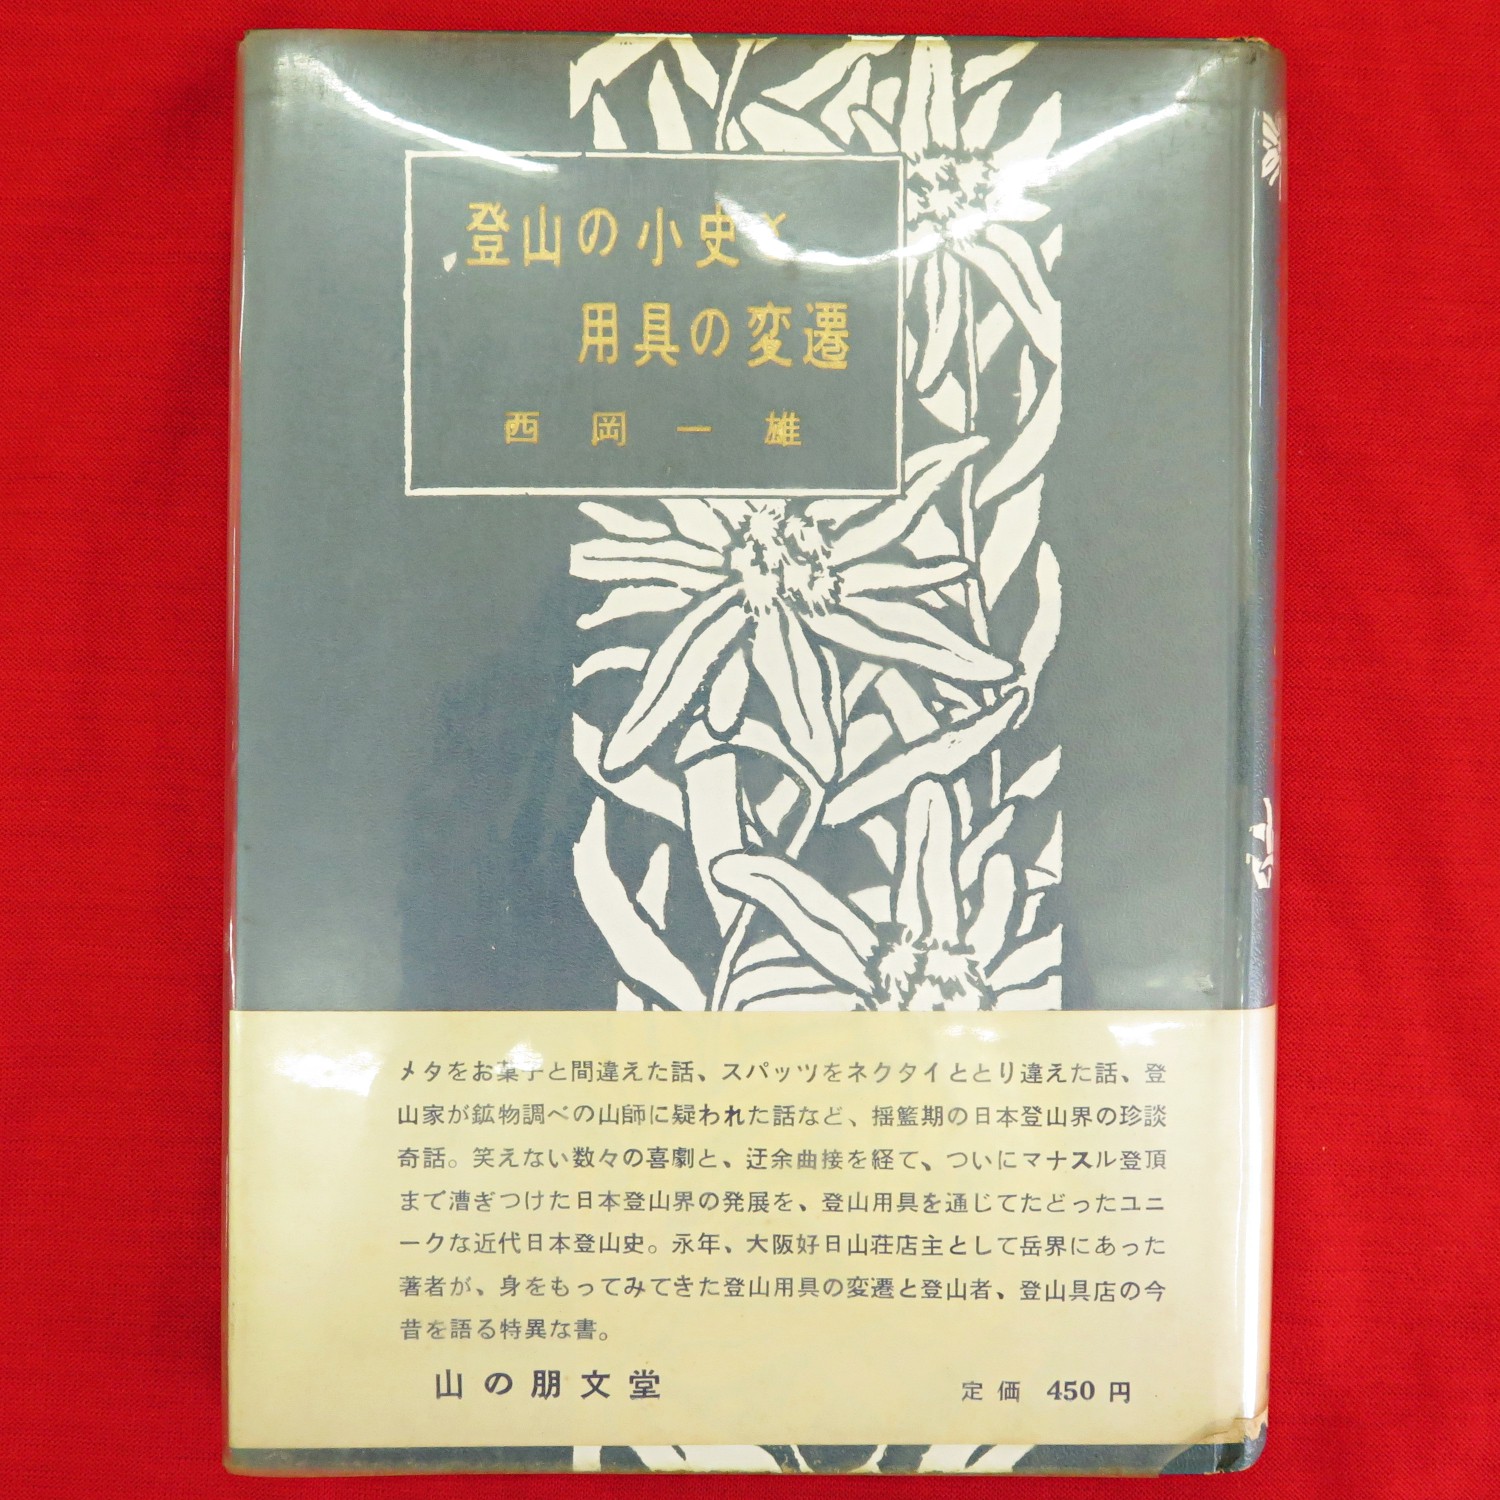 登山の小史と
用具の変遷
西岡一雄
メタをお菓子と間違えた話、スパッツをネクタイととり違えた話、登
山家が鉱物調べの山師に疑われた話など、揺籃期の日本登山界の珍談
奇話。笑えない数々の喜劇と、迂余曲接を経て、ついにマナスル登頂
まで漕ぎつけた日本登山界の発展を、登山用具を通じてたどったユニ
ークな近代日本登山史。永年、大阪好日山荘店主として岳界にあった
著者が、身をもってみてきた登山用具の変遷と登山者、登山具店の今
昔を語る特異な書。
山の朋文堂
定価 450円